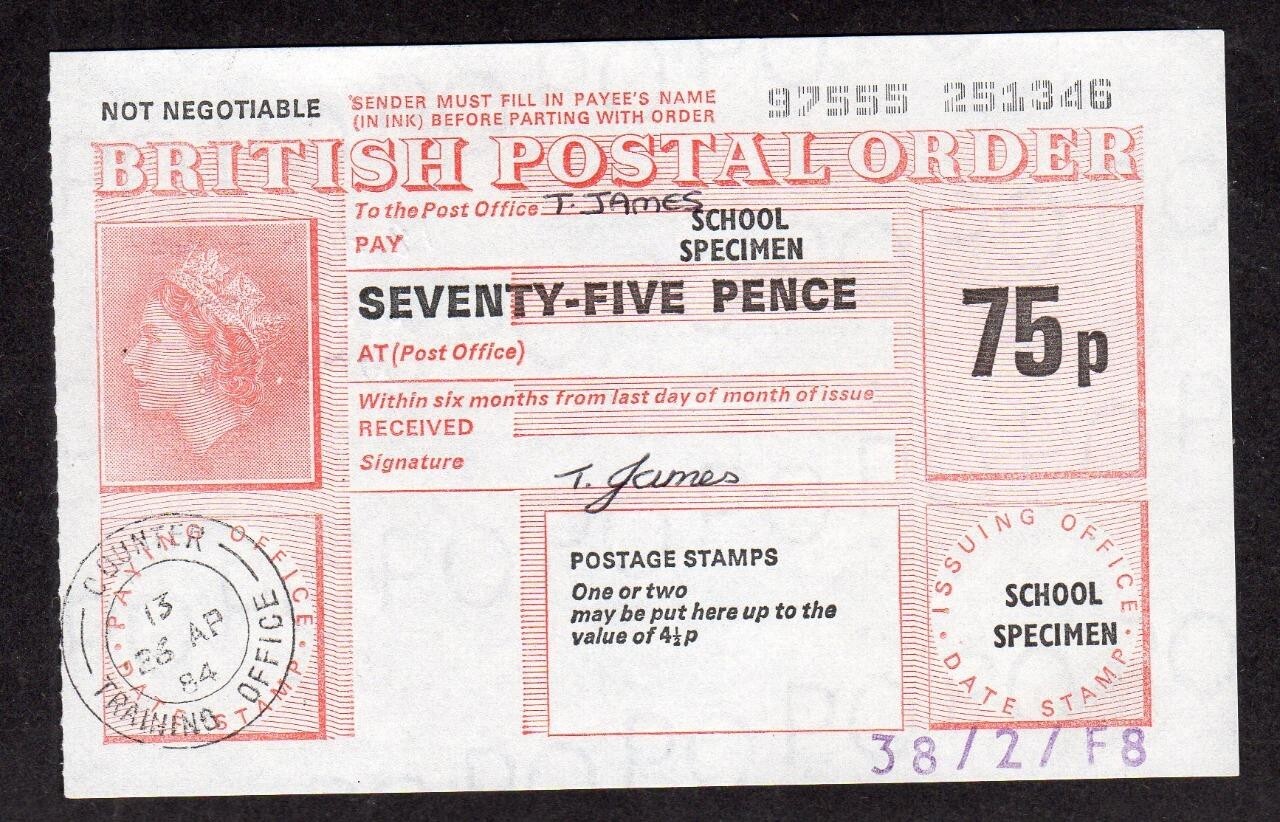 NOT NEGOTIABLE
SENDER MUST FILL IN PAYEE'S NAME
(IN INK) BEFORE PARTING WITH ORDER
97555 251346
BRITISH POSTAL ORDER
To the Post Office T. JAMES
PAY
SCHOOL
SPECIMEN
SEVENTY-FIVE PENCE
75p
AT (Post Office)
Within six months from last day of month of issue
RECEIVED
Signature T. James
PAYING OFFICE
DATE STAMP
COUNTER
TRAINING OFFICE
13
26 AP
84
POSTAGE STAMPS
One or two
may be put here up to the
value of 4½p
ISSUING OFFICE
DATE STAMP
SCHOOL
SPECIMEN
38/2/F8